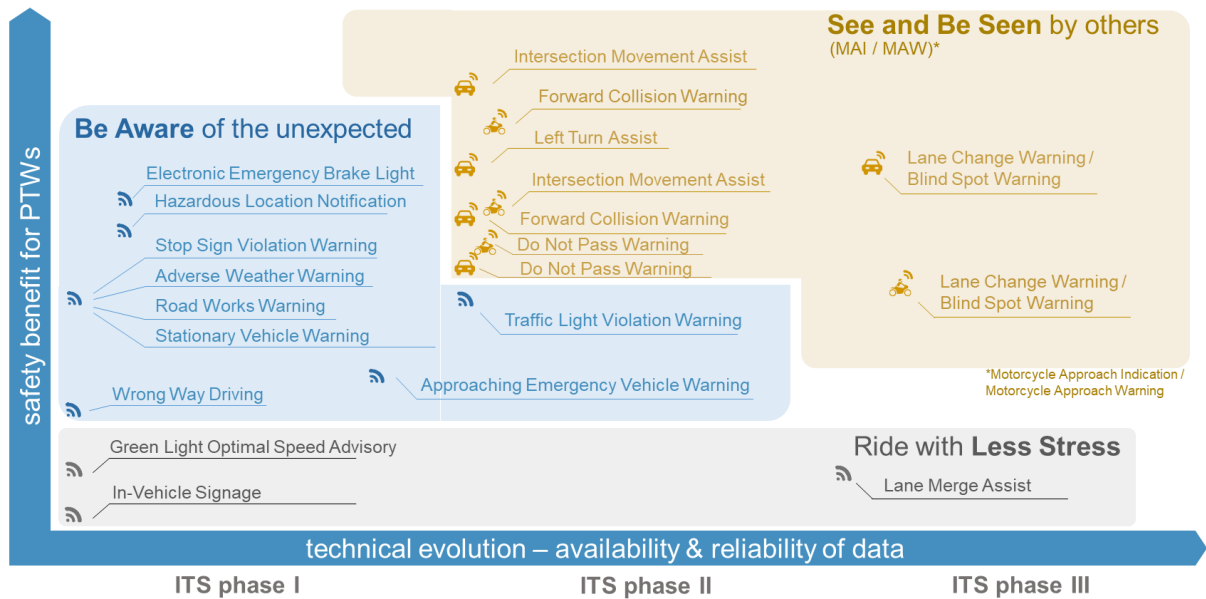 safety benefit for PTWs
See and Be Seen by others
(MAI / MAW)*
Intersection Movement Assist
Forward Collision Warning
Left Turn Assist
Intersection Movement Assist
Forward Collision Warning
Do Not Pass Warning
Do Not Pass Warning
Lane Change Warning /
Blind Spot Warning
Lane Change Warning /
Blind Spot Warning
*Motorcycle Approach Indication /
Motorcycle Approach Warning
Be Aware of the unexpected
Electronic Emergency Brake Light
Hazardous Location Notification
Stop Sign Violation Warning
Adverse Weather Warning
Road Works Warning
Stationary Vehicle Warning
Wrong Way Driving
Traffic Light Violation Warning
Approaching Emergency Vehicle Warning
Ride with Less Stress
Green Light Optimal Speed Advisory
In-Vehicle Signage
Lane Merge Assist
technical evolution – availability & reliability of data
ITS phase I
ITS phase II
ITS phase III